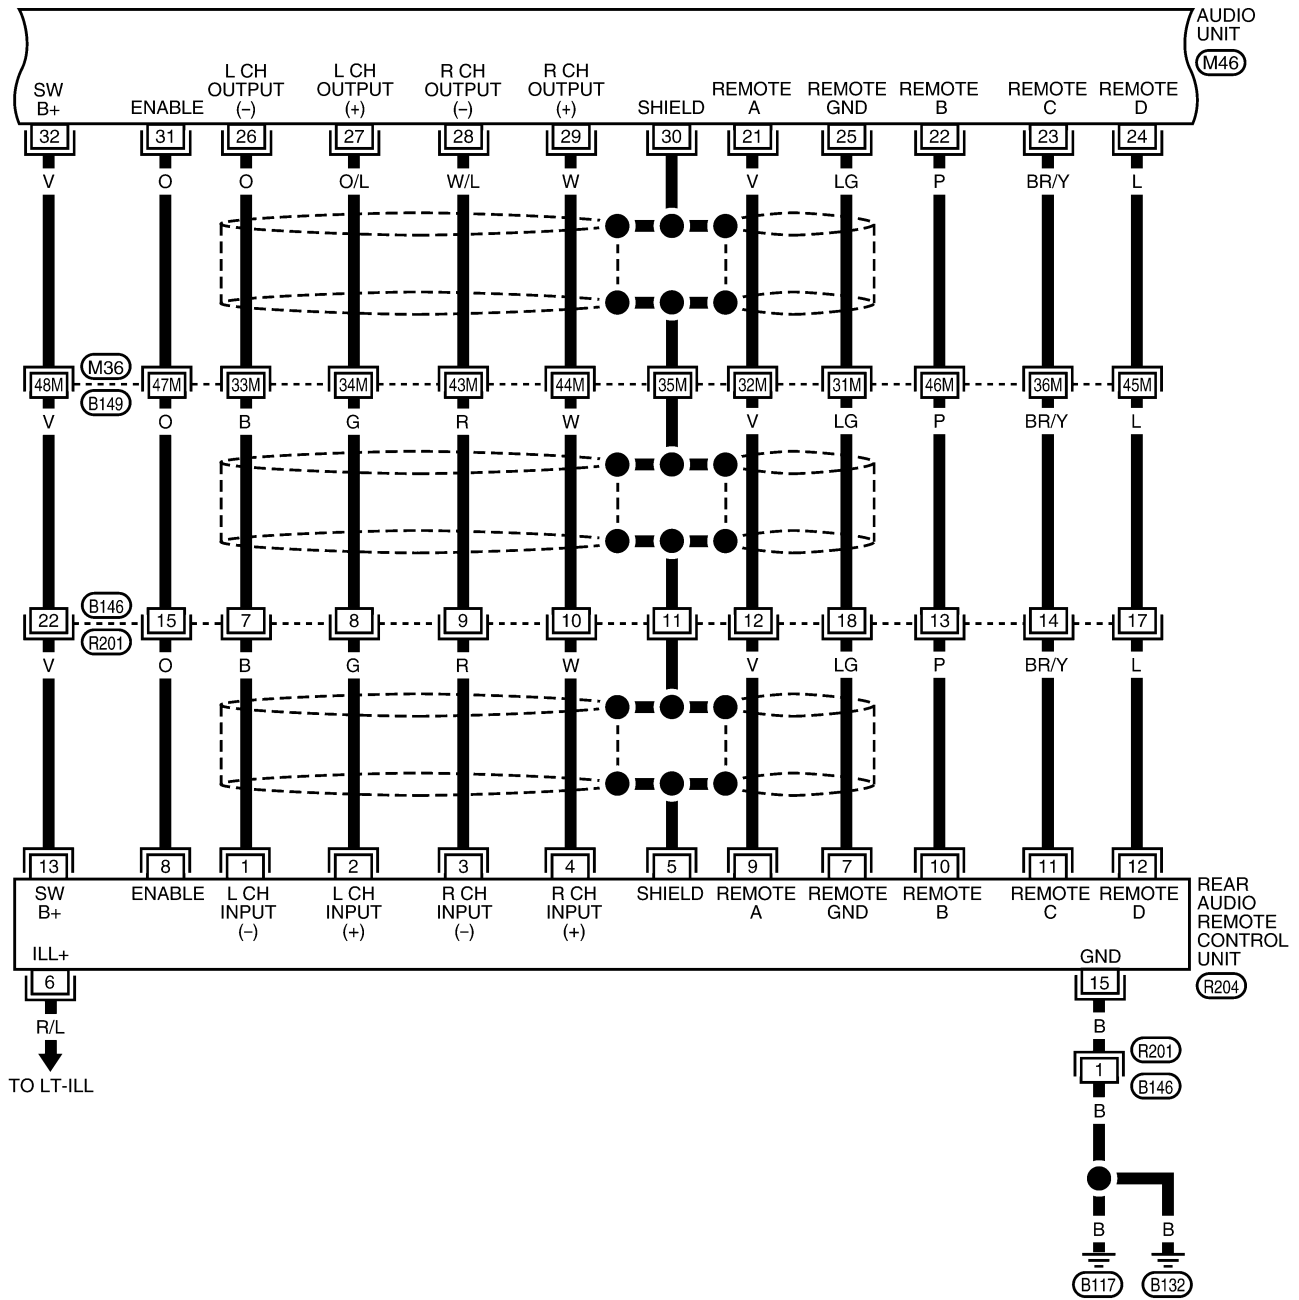 AUDIO
UNIT
M46
SW
B+
ENABLE
L CH
OUTPUT
(–)
L CH
OUTPUT
(+)
R CH
OUTPUT
(–)
R CH
OUTPUT
(+)
SHIELD
REMOTE
A
REMOTE
GND
REMOTE
B
REMOTE
C
REMOTE
D
32 31 26 27 28 29 30 21 25 22 23 24
V O O O/L W/L W V LG P BR/Y L
M36
48M 47M 33M 34M 43M 44M 35M 32M 31M 46M 36M 45M
B149
V O B G R W V LG P BR/Y L
B146
22 15 7 8 9 10 11 12 18 13 14 17
R201
V O B G R W V LG P BR/Y L
13 8 1 2 3 4 5 9 7 10 11 12
SW
B+
ENABLE
L CH
INPUT
(–)
L CH
INPUT
(+)
R CH
INPUT
(–)
R CH
INPUT
(+)
SHIELD
REMOTE
A
REMOTE
GND
REMOTE
B
REMOTE
C
REMOTE
D
REAR
AUDIO
REMOTE
CONTROL
UNIT
R204
ILL+
6
R/L
TO LT-ILL
GND
15
B
R201
1
B146
B
B B
B117 B132